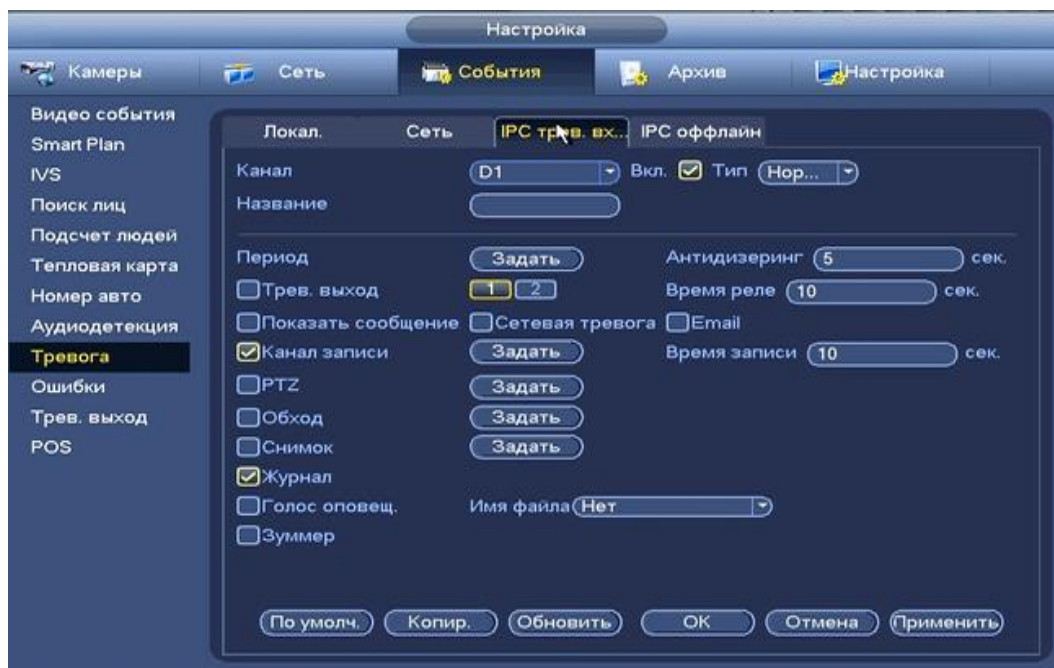 Настройка
Камеры Сеть События Архив Настройка
Видео события
Smart Plan
IVS
Поиск лиц
Подсчет людей
Тепловая карта
Номер авто
Аудиодетекция
Тревога
Ошибки
Трев. выход
POS
Локал. Сеть IPC трев. вх... IPC оффлайн
Канал D1 Вкл. Тип Нор...
Название
Период Задать Антидизеринг 5 сек.
Трев. выход 1 2 Время реле 10 сек.
Показать сообщение Сетевая тревога Email
Канал записи Задать Время записи 10 сек.
PTZ Задать
Обход Задать
Снимок Задать
Журнал
Голос оповещ. Имя файла Нет
Зуммер
По умолч. Копир. Обновить OK Отмена Применить